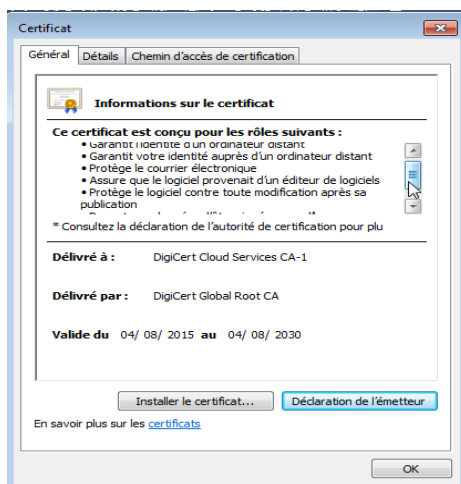 Certificat
Général Détails Chemin d'accès de certification
Informations sur le certificat
Ce certificat est conçu pour les rôles suivants :
• Garantit l'identité d'un ordinateur distant
• Garantit votre identité auprès d'un ordinateur distant
• Protège le courrier électronique
• Assure que le logiciel provenait d'un éditeur de logiciels
• Protège le logiciel contre toute modification après sa
publication
* Consultez la déclaration de l'autorité de certification pour plu
Délivré à : DigiCert Cloud Services CA-1
Délivré par : DigiCert Global Root CA
Valide du 04/ 08/ 2015 au 04/ 08/ 2030
Installer le certificat... Déclaration de l'émetteur
En savoir plus sur les certificats
OK